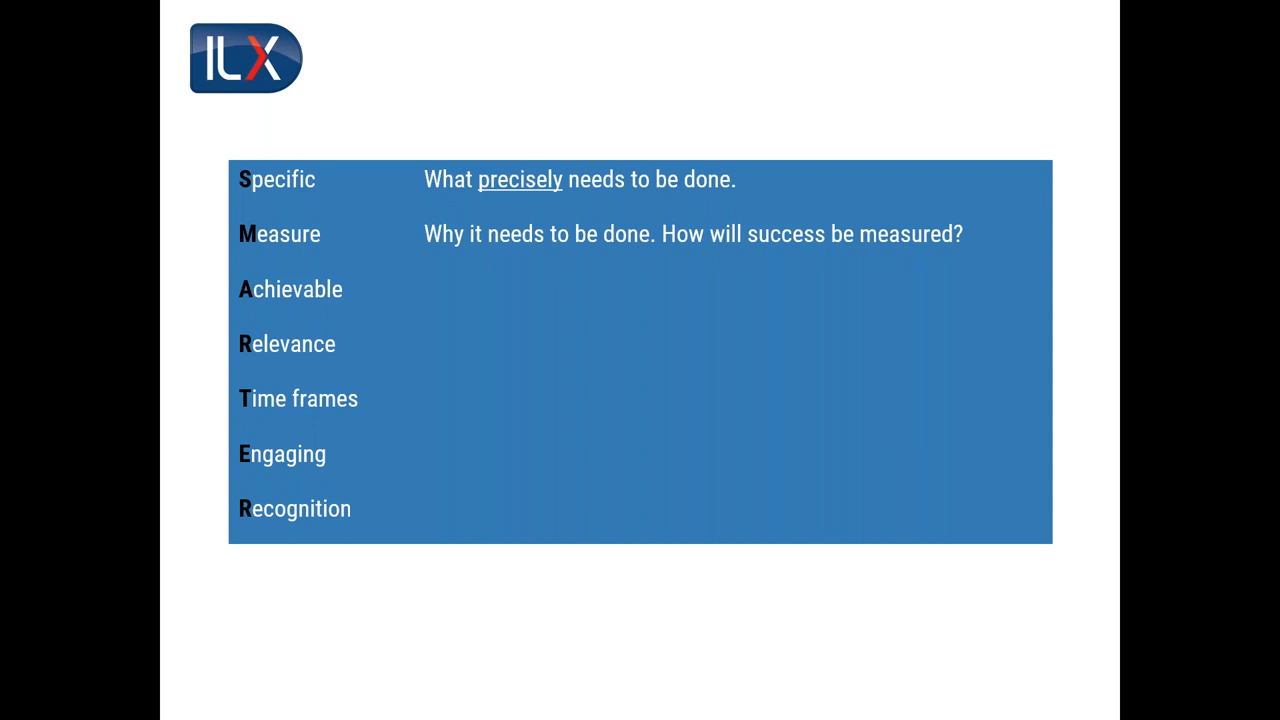 ILX
Specific What precisely needs to be done.
Measure Why it needs to be done. How will success be measured?
Achievable
Relevance
Time frames
Engaging
Recognition